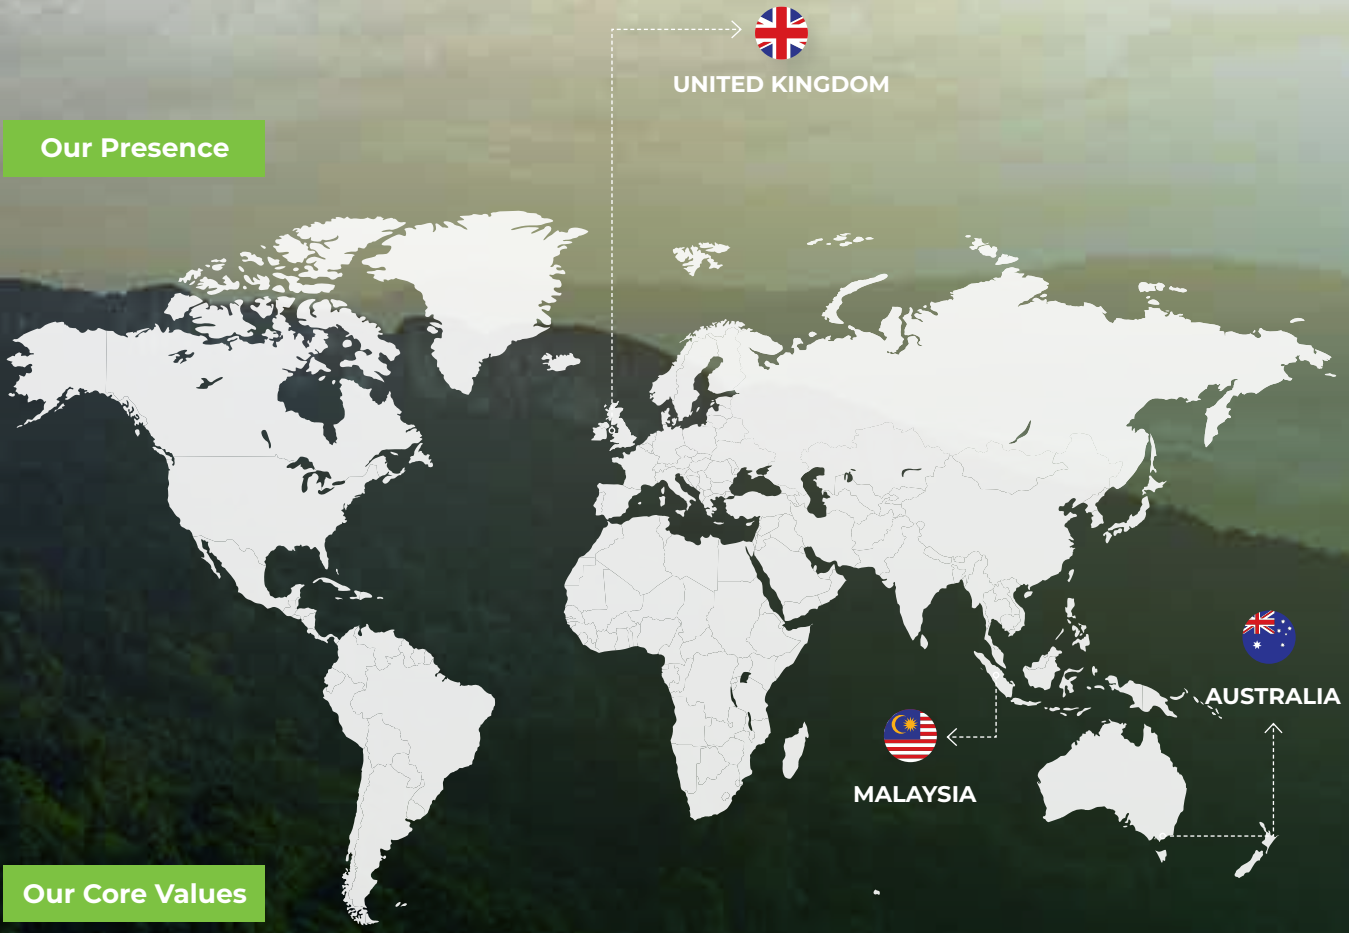 UNITED KINGDOM
Our Presence
AUSTRALIA
MALAYSIA
Our Core Values